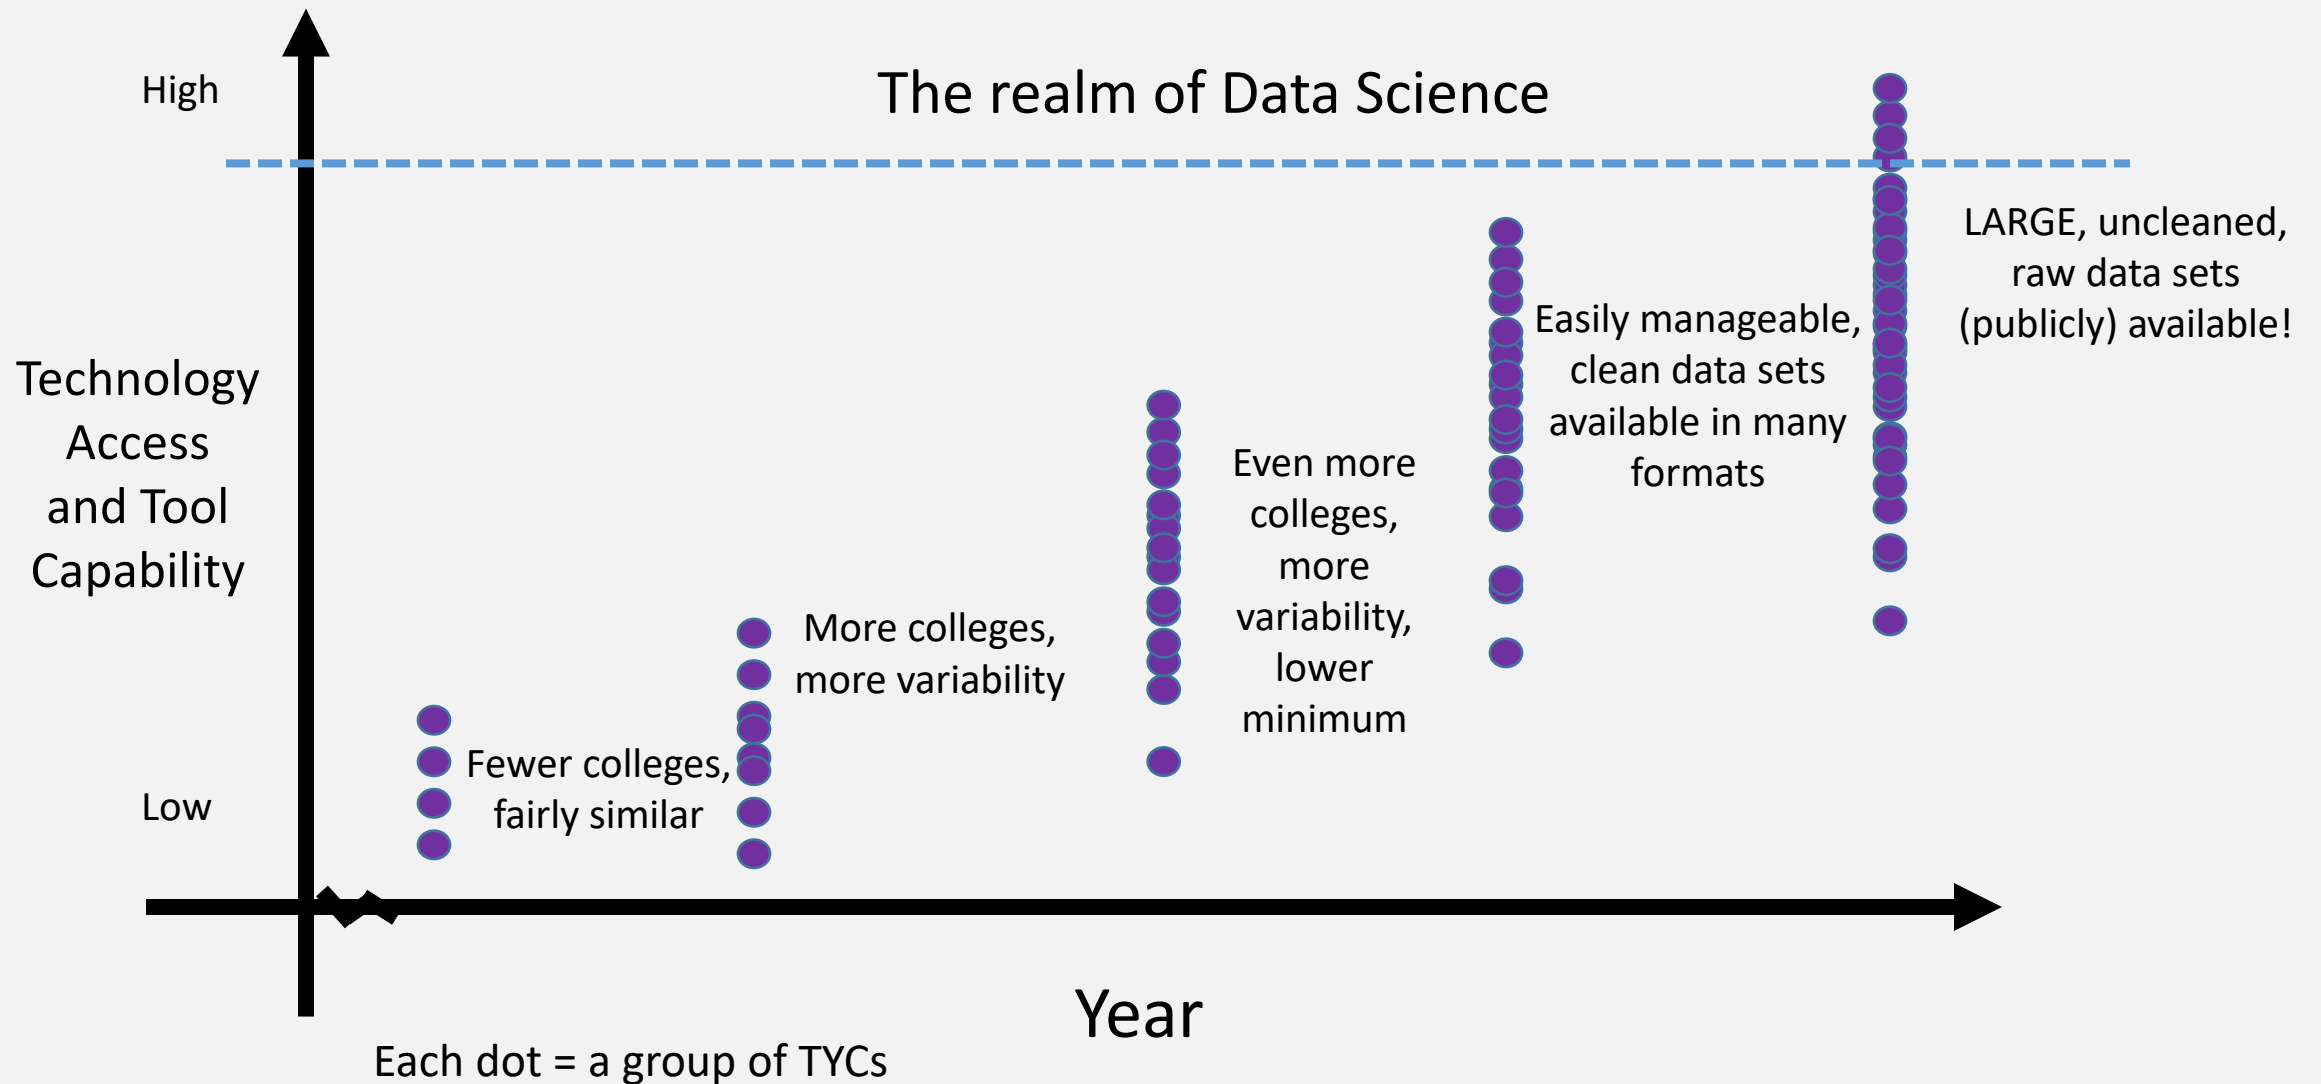 High
The realm of Data Science
LARGE, uncleaned,
raw data sets
(publicly) available!
Easily manageable,
clean data sets
available in many
formats
Technology
Access
and Tool
Capability
Even more
colleges,
more
variability,
lower
minimum
More colleges,
more variability
Fewer colleges,
fairly similar
Low
Year
Each dot = a group of TYCs